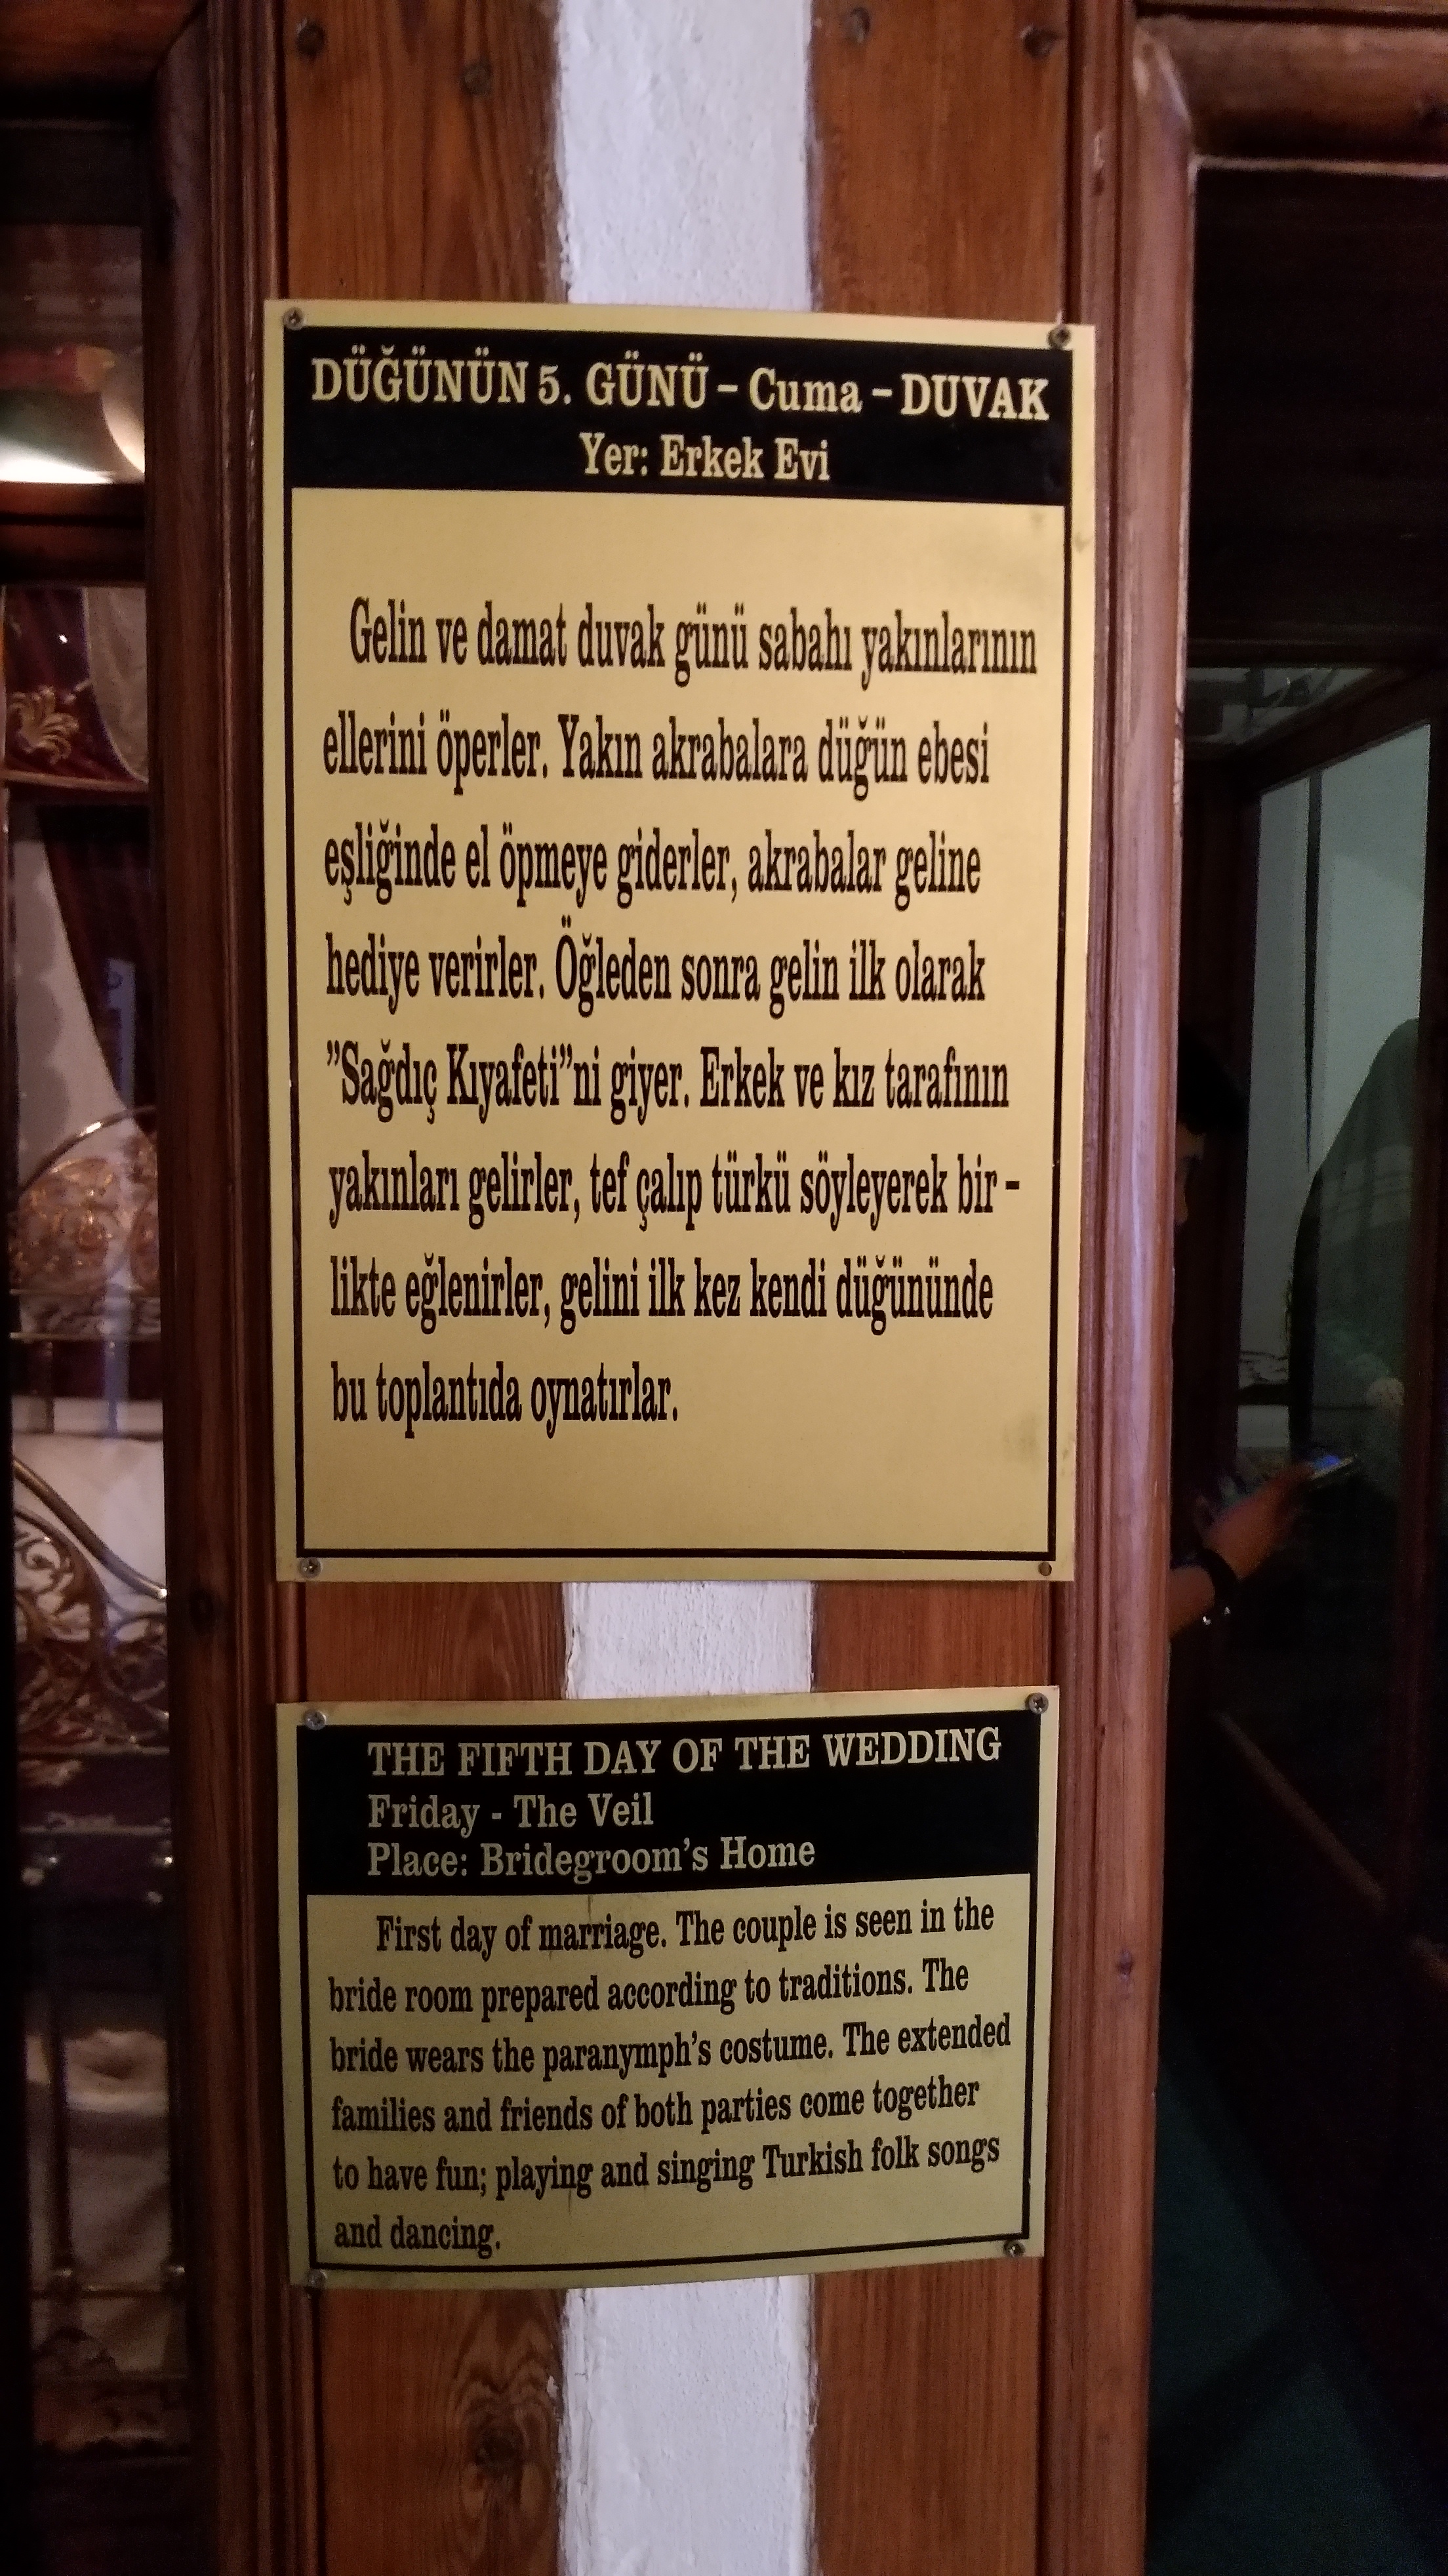 DÜĞÜNÜN 5. GÜNÜ – Cuma – DUVAK
Yer: Erkek Evi
Gelin ve damat duvak günü sabahı yakınlarının
ellerini öperler. Yakın akrabalara düğün ebesi
eşliğinde el öpmeye giderler, akrabalar geline
hediye verirler. Öğleden sonra gelin ilk olarak
”Sağdıç Kıyafeti”ni giyer. Erkek ve kız tarafının
yakınları gelirler, tef çalıp türkü söyleyerek bir –
likte eğlenirler, gelini ilk kez kendi düğününde
bu toplantıda oynatırlar.
THE FIFTH DAY OF THE WEDDING
Friday - The Veil
Place: Bridegroom’s Home
First day of marriage. The couple is seen in the
bride room prepared according to traditions. The
bride wears the paranymph’s costume. The extended
families and friends of both parties come together
to have fun; playing and singing Turkish folk songs
and dancing.